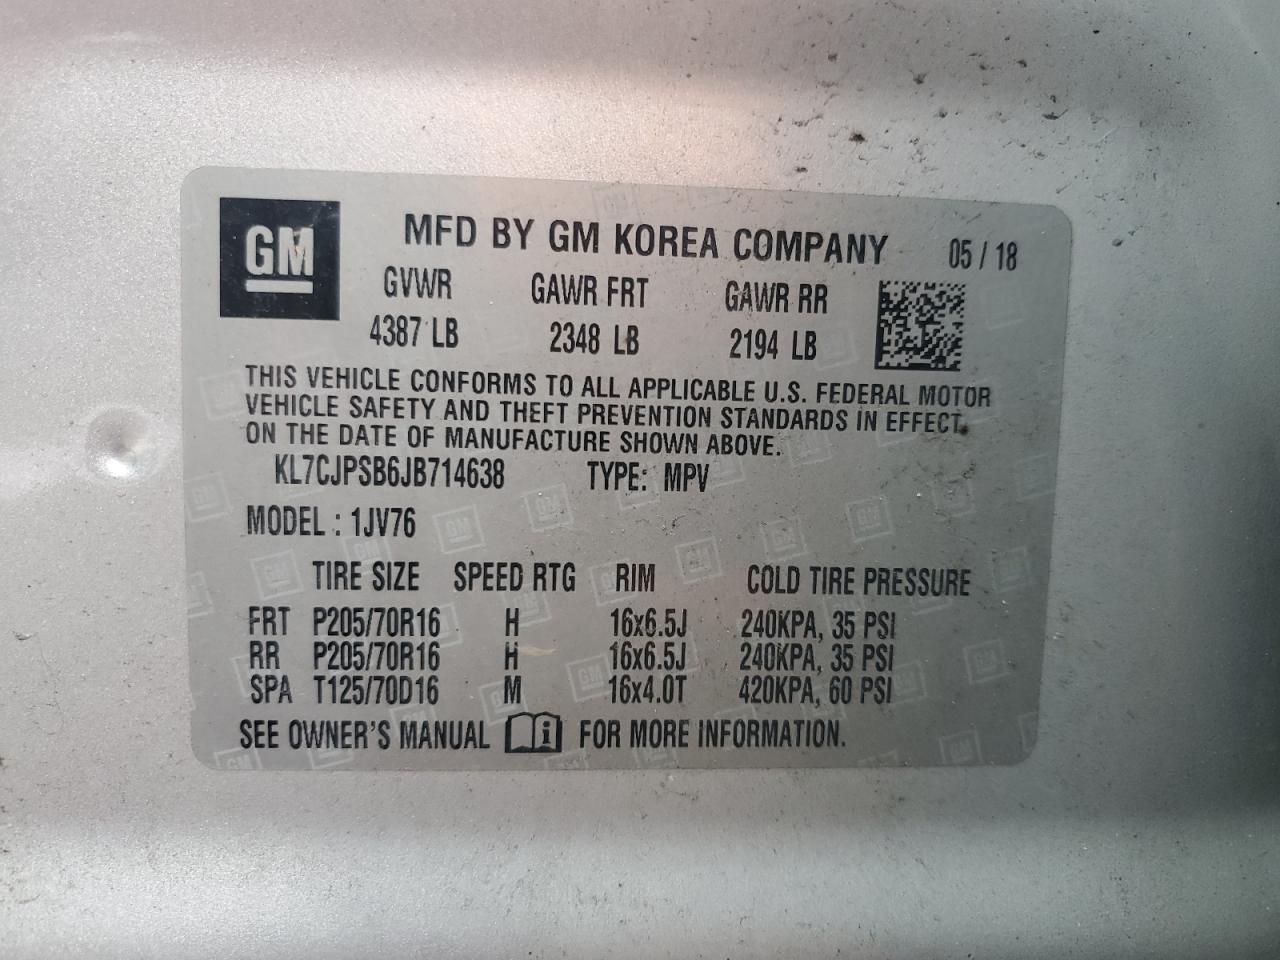 GM
MFD BY GM KOREA COMPANY 05 / 18
GVWR GAWR FRT GAWR RR
4387 LB 2348 LB 2194 LB
THIS VEHICLE CONFORMS TO ALL APPLICABLE U.S. FEDERAL MOTOR
VEHICLE SAFETY AND THEFT PREVENTION STANDARDS IN EFFECT
ON THE DATE OF MANUFACTURE SHOWN ABOVE.
KL7CJPSB6JB714638 TYPE: MPV
MODEL : 1JV76
TIRE SIZE SPEED RTG RIM COLD TIRE PRESSURE
FRT P205/70R16 H 16x6.5J 240KPA, 35 PSI
RR P205/70R16 H 16x6.5J 240KPA, 35 PSI
SPA T125/70D16 M 16x4.0T 420KPA, 60 PSI
SEE OWNER'S MANUAL i FOR MORE INFORMATION.